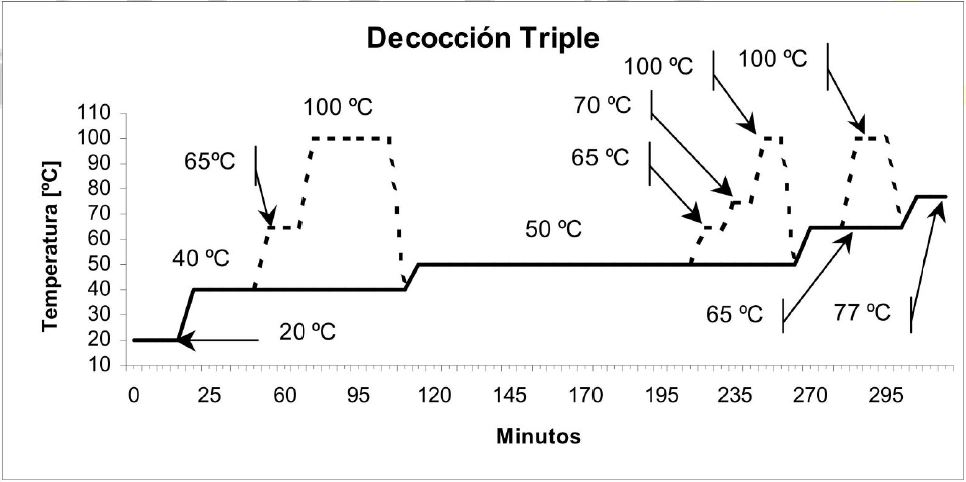 Decocción Triple
100 ºC
100 ºC
100 ºC
70 ºC
65ºC
65 ºC
40 ºC
50 ºC
20 ºC
65 ºC
77 ºC
Temperatura [ºC]
110
100
90
80
70
60
50
40
30
20
10
0 25 60 95 120 145 170 195 235 270 295
Minutos